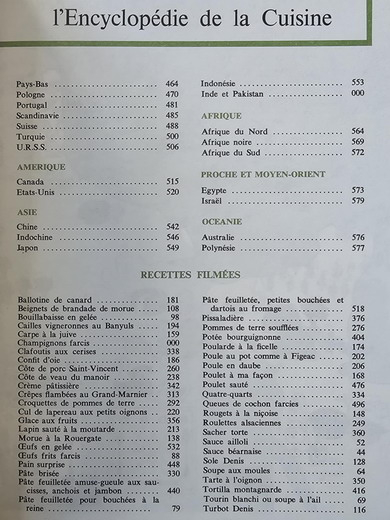 l'Encyclopédie de la Cuisine
Pays-Bas .......................... 464
Pologne .......................... 470
Portugal .......................... 481
Scandinavie .......................... 485
Suisse .......................... 488
Turquie .......................... 500
U.R.S.S. .......................... 506
AMERIQUE
Canada .......................... 515
Etats-Unis .......................... 520
ASIE
Chine .......................... 542
Indochine .......................... 546
Japon .......................... 549
Indonésie .......................... 553
Inde et Pakistan .......................... 000
AFRIQUE
Afrique du Nord .......................... 564
Afrique noire .......................... 569
Afrique du Sud .......................... 572
PROCHE ET MOYEN-ORIENT
Egypte .......................... 573
Israël .......................... 579
OCEANIE
Australie .......................... 576
Polynésie .......................... 577
RECETTES FILMÉES
Ballotine de canard .......................... 181
Beignets de brandade de morue .......................... 108
Bouillabaisse en gelée .......................... 98
Cailles vigneronnes au Banyuls .......................... 194
Carpe à la juive .......................... 159
Champignons farcis .......................... 000
Clafoutis aux cerises .......................... 338
Confit d'oie .......................... 186
Côte de porc Saint-Vincent .......................... 260
Côte de veau du manoir .......................... 238
Crème pâtissière .......................... 342
Crêpes flambées au Grand-Marnier .......................... 313
Croquettes de pommes de terre .......................... 292
Cul de lapereau aux petits oignons .......................... 220
Glace aux fruits .......................... 356
Lapin sauté à la moutarde .......................... 213
Morue à la Rouergate .......................... 138
Œufs en gelée .......................... 532
Œufs frits farcis .......................... 88
Pain surprise .......................... 448
Pâte brisée .......................... 330
Pâte feuilletée amuse-gueule aux sau-
cisses, anchois et jambon .......................... 440
Pâte feuilletée pour bouchées à la
reine .......................... 79
Pâte feuilletée, petites bouchées et
dartois au fromage .......................... 518
Pissaladière .......................... 376
Pommes de terre soufflées .......................... 276
Potée bourguignonne .......................... 404
Poularde à la ficelle .......................... 174
Poule au pot comme à Figeac .......................... 202
Poule en daube .......................... 206
Poulet à ma façon .......................... 168
Poulet sauté .......................... 476
Quatre-quarts .......................... 334
Queues de cochon farcies .......................... 496
Rougets à la niçoise .......................... 148
Roulettes alsaciennes .......................... 249
Sacher torte .......................... 360
Sauce ailloli .......................... 52
Sauce béarnaise .......................... 44
Sole Denis .......................... 128
Soupe aux moules .......................... 64
Tarte à l'oignon .......................... 350
Tortilla montagnarde .......................... 416
Tourin blanchi ou soupe à l'ail .......................... 69
Turbot Denis .......................... 116